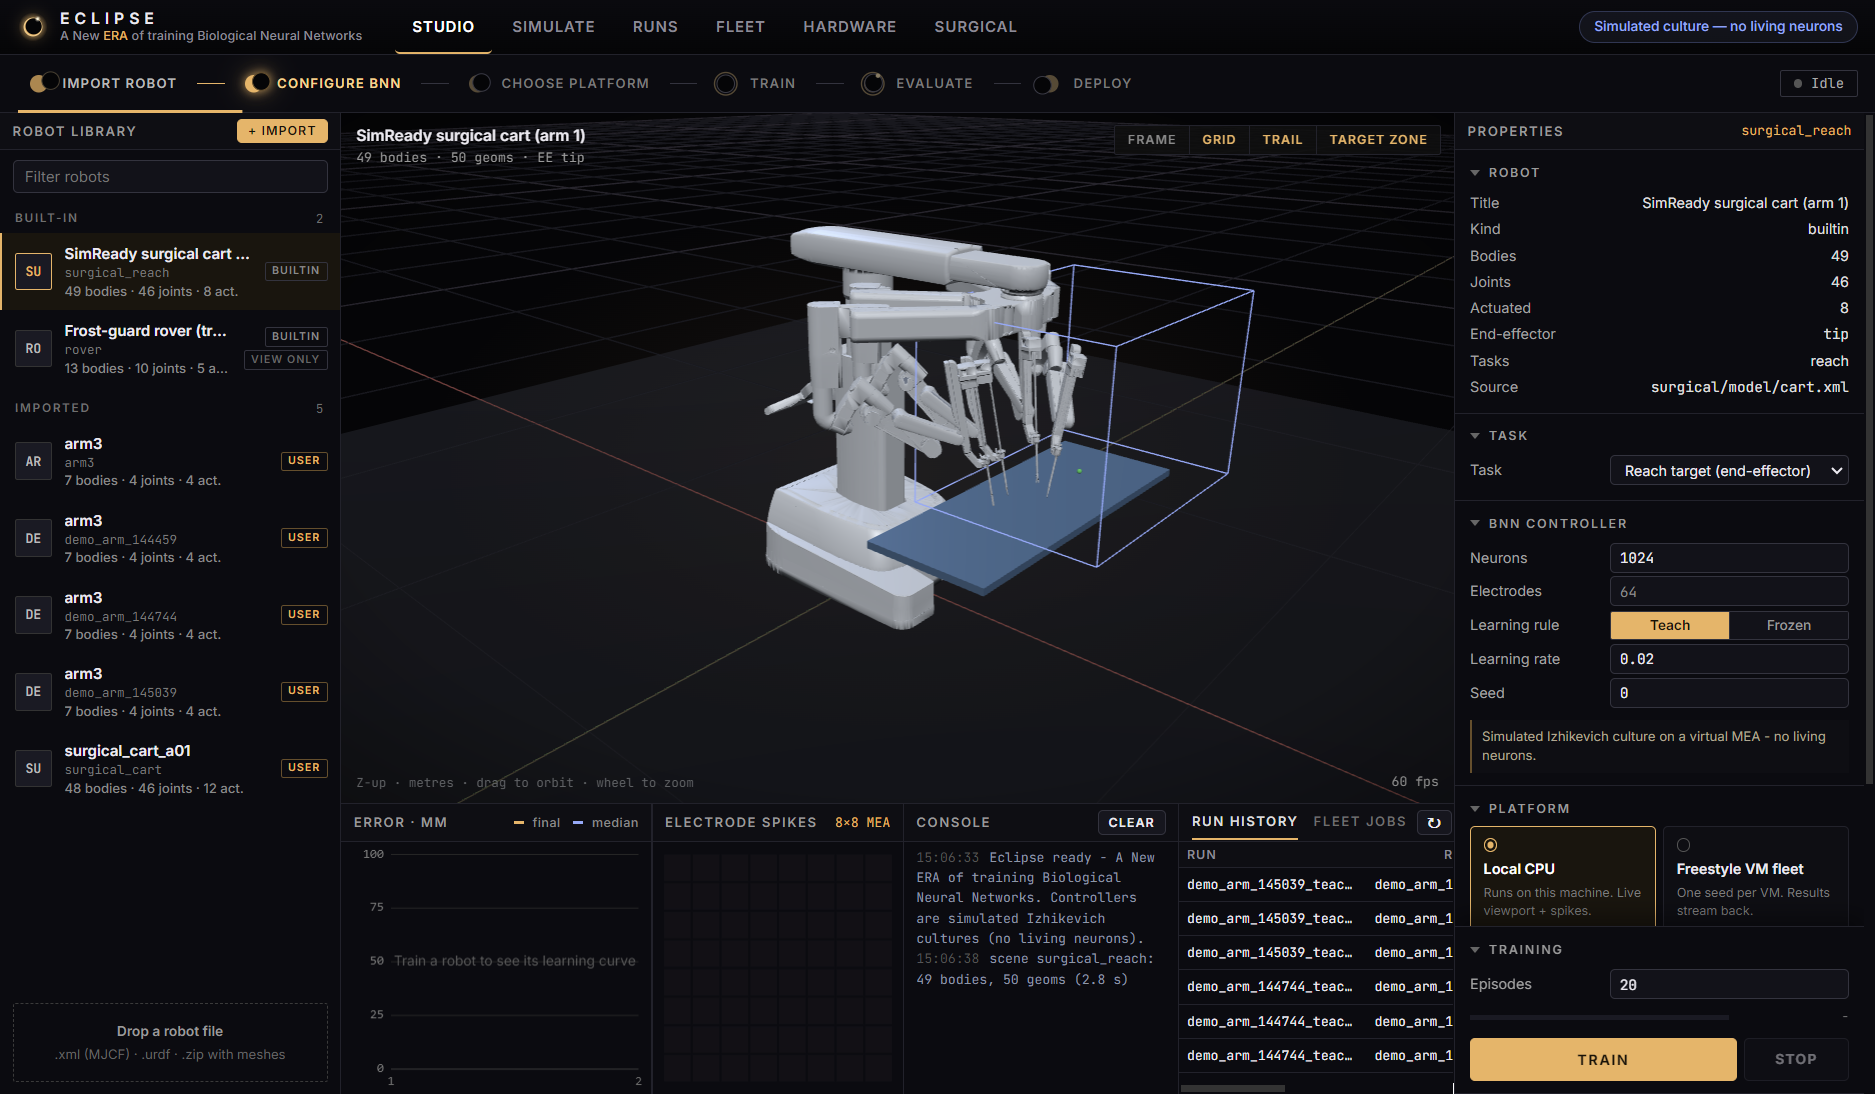 ECLIPSE
A New ERA of training Biological Neural Networks
STUDIO
SIMULATE
RUNS
FLEET
HARDWARE
SURGICAL
Simulated culture — no living neurons
IMPORT ROBOT
CONFIGURE BNN
CHOOSE PLATFORM
TRAIN
EVALUATE
DEPLOY
Idle
ROBOT LIBRARY
+ IMPORT
Filter robots
BUILT-IN 2
SU
SimReady surgical cart ...
surgical_reach
49 bodies · 46 joints · 8 act.
BUILTIN
RO
Frost-guard rover (tr...
rover
13 bodies · 10 joints · 5 a...
BUILTIN
VIEW ONLY
IMPORTED 5
AR
arm3
arm3
7 bodies · 4 joints · 4 act.
USER
DE
arm3
demo_arm_144459
7 bodies · 4 joints · 4 act.
USER
DE
arm3
demo_arm_144744
7 bodies · 4 joints · 4 act.
USER
DE
arm3
demo_arm_145039
7 bodies · 4 joints · 4 act.
USER
SU
surgical_cart_a01
surgical_cart
48 bodies · 46 joints · 12 act.
USER
Drop a robot file
.xml (MJCF) · .urdf · .zip with meshes
SimReady surgical cart (arm 1)
49 bodies · 50 geoms · EE tip
FRAME
GRID
TRAIL
TARGET ZONE
Z-up · metres · drag to orbit · wheel to zoom
60 fps
ERROR · MM
final
median
100
75
50
25
0
1
2
Train a robot to see its learning curve
ELECTRODE SPIKES
8×8 MEA
CONSOLE
CLEAR
15:06:33 Eclipse ready - A New
ERA of training Biological
Neural Networks. Controllers
are simulated Izhikevich
cultures (no living neurons).
15:06:38 scene surgical_reach:
49 bodies, 50 geoms (2.8 s)
RUN HISTORY
FLEET JOBS
↻
RUN R
demo_arm_145039_teac… demo_arm_1
demo_arm_145039_teac… demo_arm_1
demo_arm_145039_teac… demo_arm_1
demo_arm_144744_teac… demo_arm_1
demo_arm_144744_teac… demo_arm_1
demo_arm_144744_teac… demo_arm_1
PROPERTIES
surgical_reach
ROBOT
Title SimReady surgical cart (arm 1)
Kind builtin
Bodies 49
Joints 46
Actuated 8
End-effector tip
Tasks reach
Source surgical/model/cart.xml
TASK
Task Reach target (end-effector)
BNN CONTROLLER
Neurons 1024
Electrodes 64
Learning rule Teach Frozen
Learning rate 0.02
Seed 0
Simulated Izhikevich culture on a virtual MEA - no living
neurons.
PLATFORM
Local CPU
Runs on this machine. Live
viewport + spikes.
Freestyle VM fleet
One seed per VM. Results
stream back.
TRAINING
Episodes 20
-
TRAIN
STOP